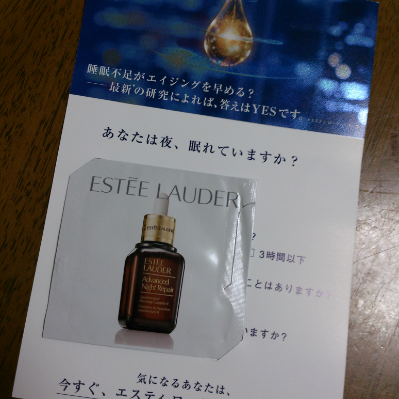 睡眠不足がエイジングを早める?
最新の研究によれば、答えはYESです
あなたは夜、眠れていますか?
ESTĒE LAUDER
?
3時間以下
ESTĒE
LAUDER
Advanced
Night Repair
ことはありますか?
いますか?
気になるあなたは、
今すぐ、エスティ